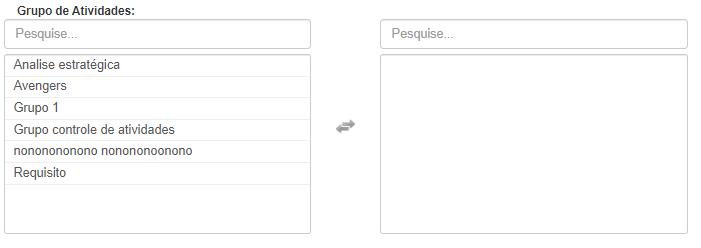 Grupo de Atividades:
Pesquise...
Pesquise...
Analise estratégica
Avengers
Grupo 1
Grupo controle de atividades
nonononono nonononoonono
Requisito